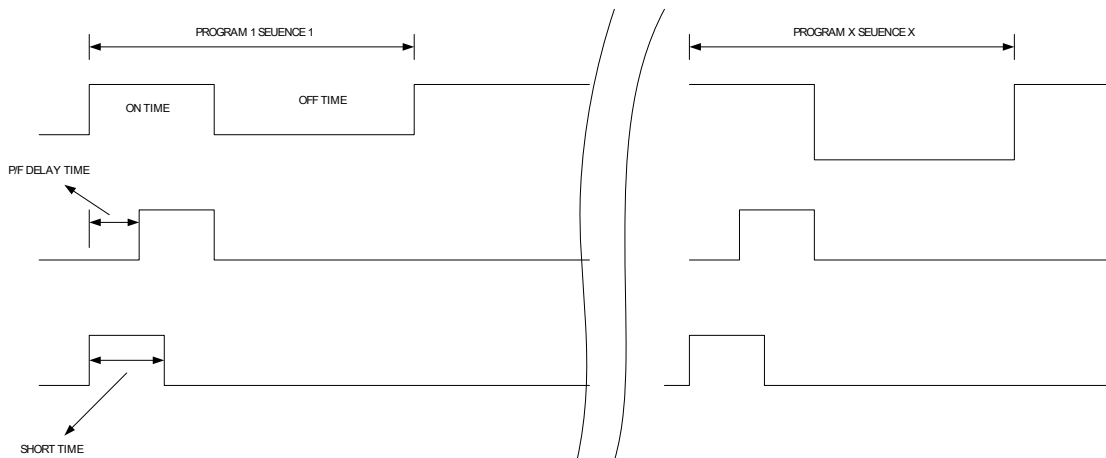 PROGRAM 1 SEUENCE 1
PROGRAM X SEUENCE X
ON TIME
OFF TIME
P/F DELAY TIME
SHORT TIME